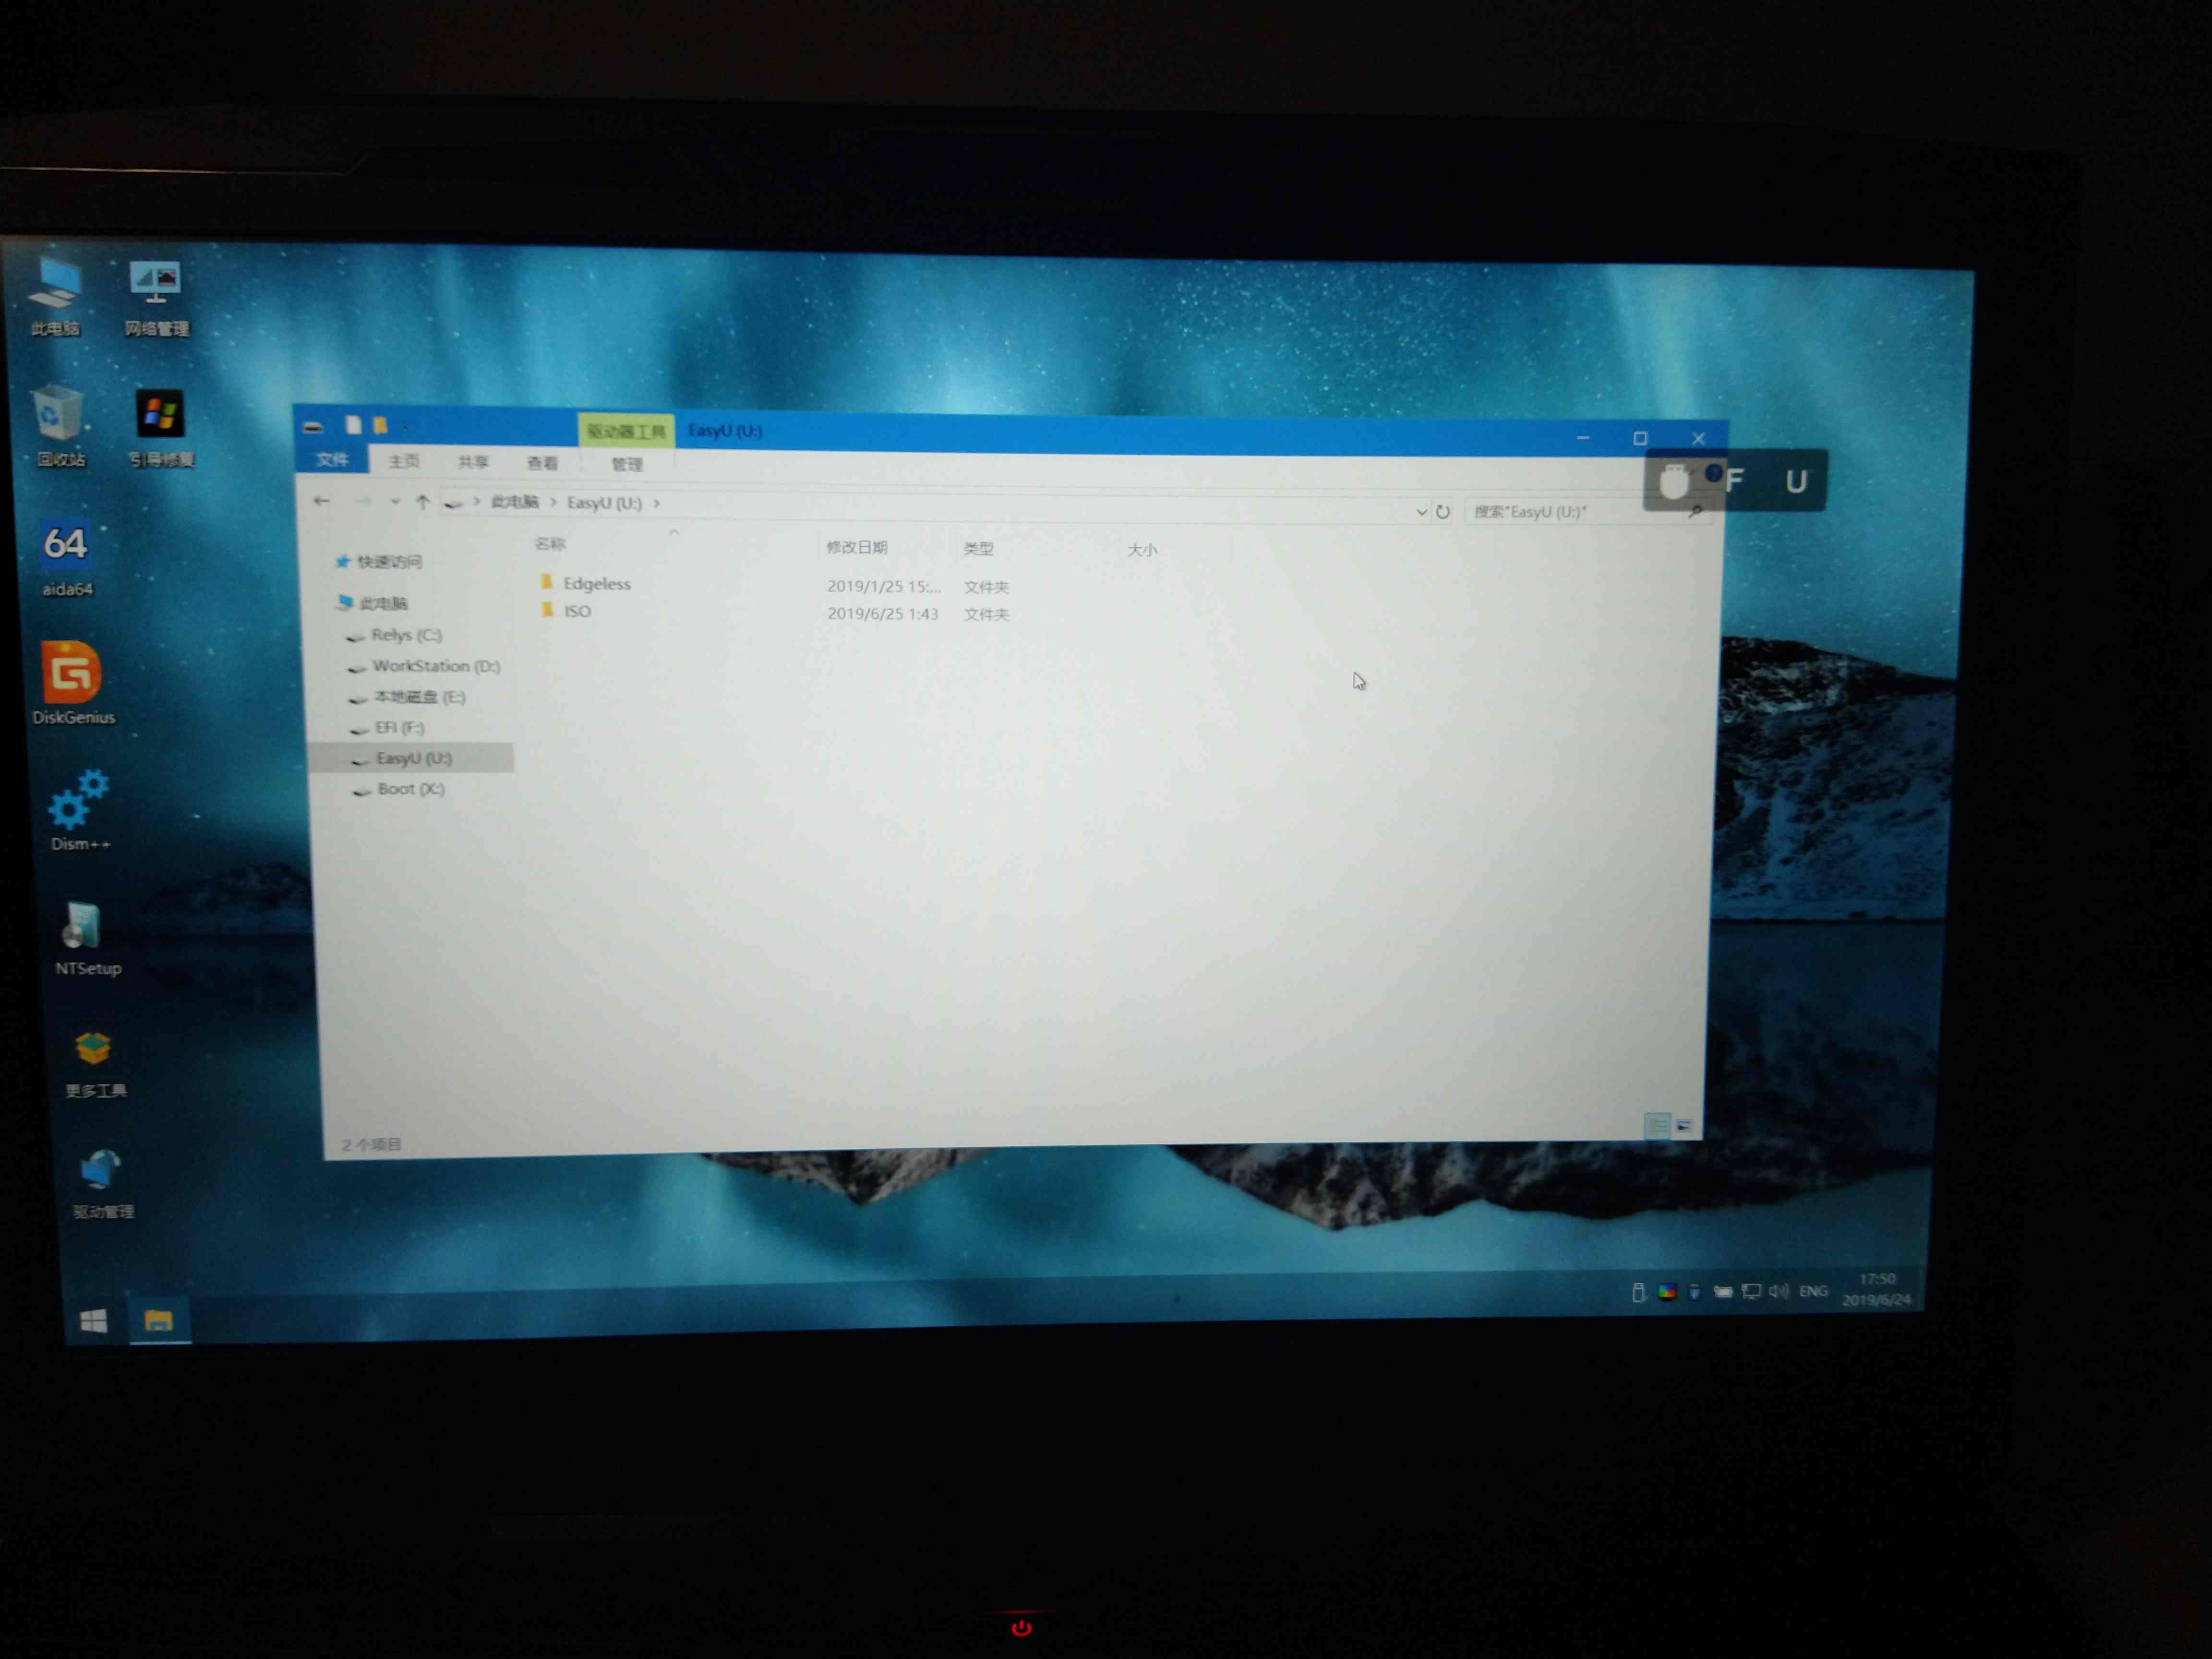 此电脑
网络管理
回收站
引导修复
64
aida64
DiskGenius
Dism++
NTSetup
更多工具
驱动管理
驱动器工具
EasyU (U:)
文件
主页
共享
查看
管理
此电脑 > EasyU (U:) >
搜索"EasyU (U:)"
F U
名称
修改日期
类型
大小
快速访问
此电脑
Relys (C:)
WorkStation (D:)
本地磁盘 (E:)
EFI (F:)
EasyU (U:)
Boot (X:)
Edgeless 2019/1/25 15:... 文件夹
ISO 2019/6/25 1:43 文件夹
2 个项目
ENG
17:50
2019/6/24